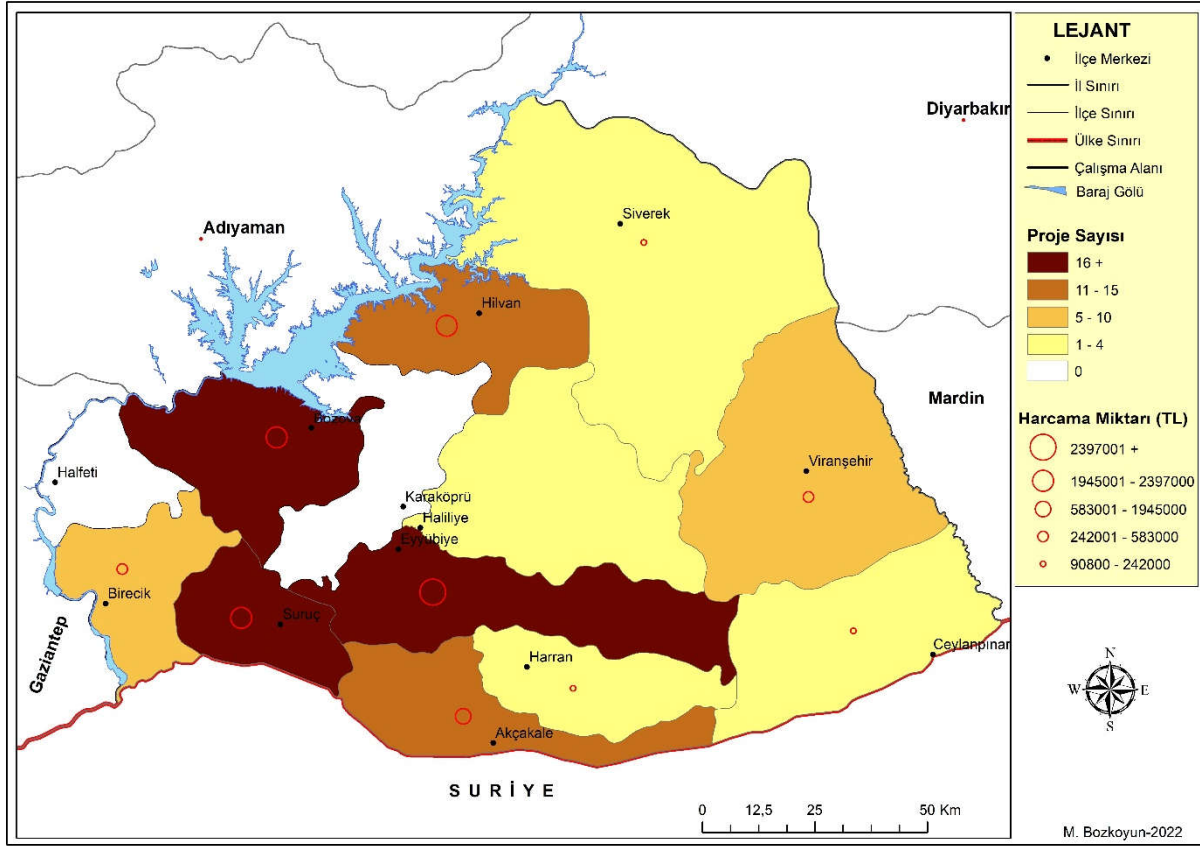 Diyarbakır
Adıyaman
Siverek
Hilvan
Mardin
Bozova
Halfeti
Viranşehir
Karaköprü
Haliliye
Eyyübiye
Birecik
Suruç
Gaziantep
Harran
Ceylanpınar
Akçakale
SURİYE
0 12,5 25 50 Km
LEJANT
İlçe Merkezi
İl Sınırı
İlçe Sınırı
Ülke Sınırı
Çalışma Alanı
Baraj Gölü
Proje Sayısı
16 +
11 - 15
5 - 10
1 - 4
0
Harcama Miktarı (TL)
2397001 +
1945001 - 2397000
583001 - 1945000
242001 - 583000
90800 - 242000
N
W E
S
M. Bozkoyun-2022